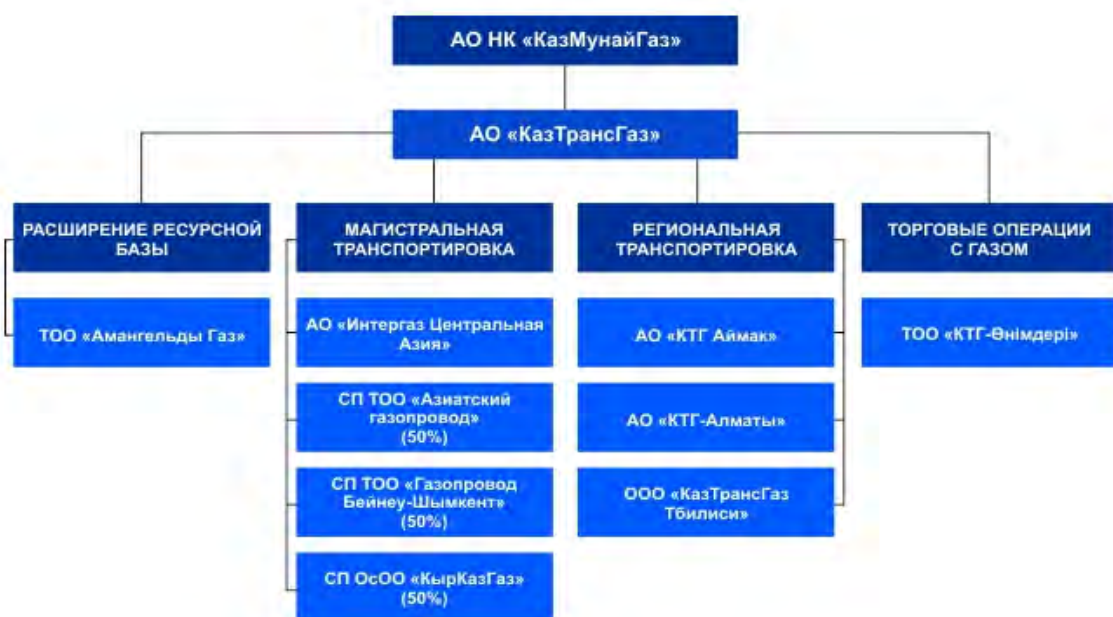 АО НК «КазМунайГаз»
АО «КазТрансГаз»
РАСШИРЕНИЕ РЕСУРСНОЙ
БАЗЫ
ТОО «Амангельды Газ»
МАГИСТРАЛЬНАЯ
ТРАНСПОРТИРОВКА
АО «Интергаз Центральная
Азия»
СП ТОО «Азиатский
газопровод»
(50%)
СП ТОО «Газопровод
Бейнеу-Шымкент»
(50%)
СП ОсОО «КырКазГаз»
(50%)
РЕГИОНАЛЬНАЯ
ТРАНСПОРТИРОВКА
АО «КТГ Аймак»
АО «КТГ-Алматы»
ООО «КазТрансГаз
Тбилиси»
ТОРГОВЫЕ ОПЕРАЦИИ
С ГАЗОМ
ТОО «КТГ-Өнімдері»